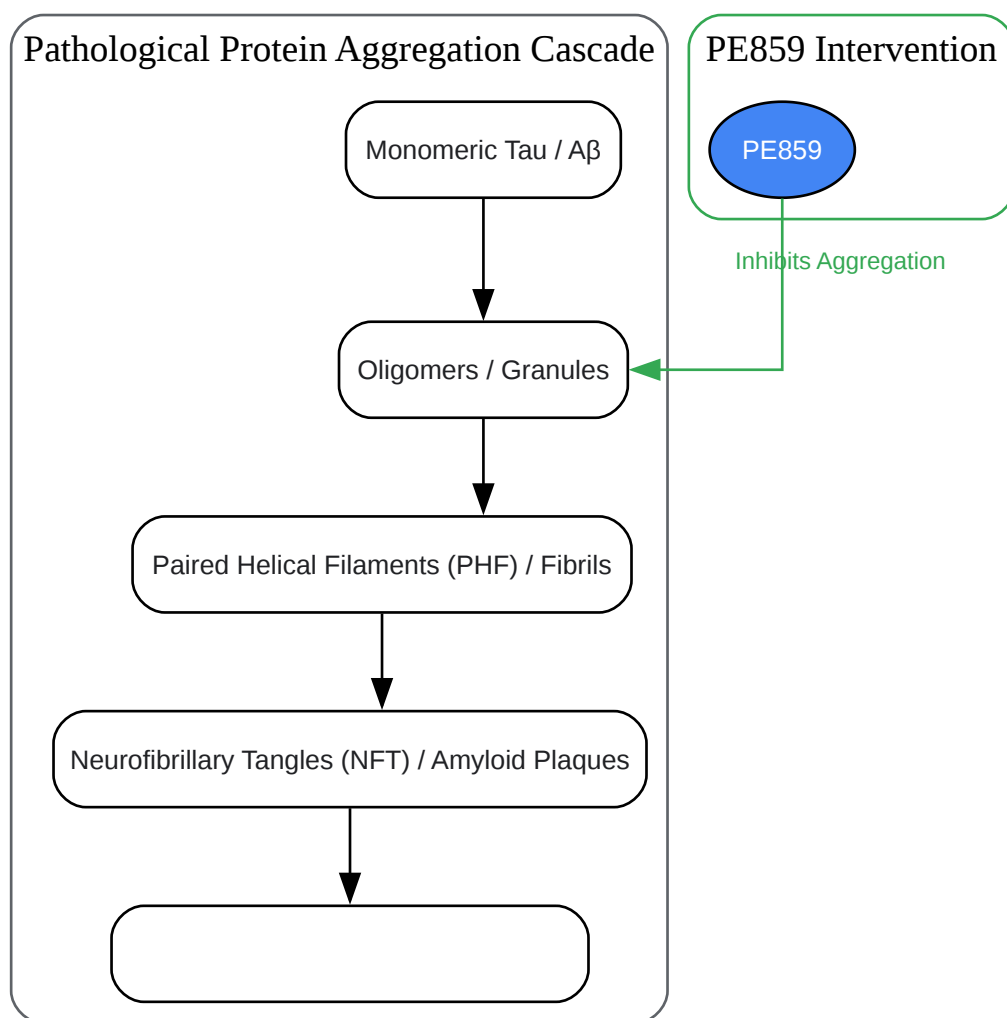 Pathological Protein Aggregation Cascade
PE859 Intervention
Monomeric Tau / Aβ
PE859
Inhibits Aggregation
Oligomers / Granules
Paired Helical Filaments (PHF) / Fibrils
Neurofibrillary Tangles (NFT) / Amyloid Plaques